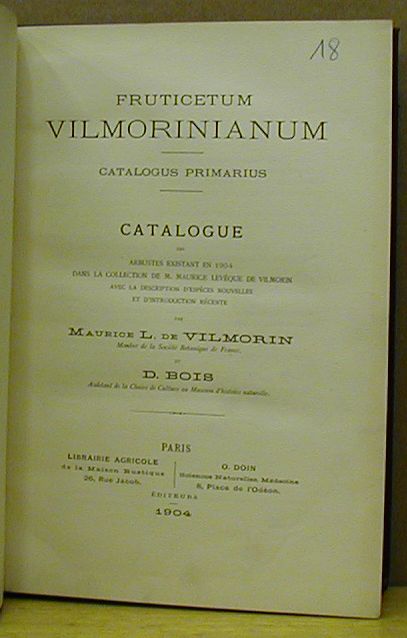 18
FRUTICETUM
VILMORINIANUM
CATALOGUS PRIMARIUS
CATALOGUE
DES
ARBUSTES EXISTANT EN 1904
DANS LA COLLECTION DE M. MAURICE LEVÊQUE DE VILMORIN
AVEC LA DESCRIPTION D'ESPÈCES NOUVELLES
ET D'INTRODUCTION RÉCENTE
PAR
MAURICE L. DE VILMORIN
Membre de la Société Botanique de France.
ET
D. BOIS
Assistant de la Chaire de Culture au Muséum d'histoire naturelle.
PARIS
LIBRAIRIE AGRICOLE
de la Maison Rustique
26, Rue Jacob.
O. DOIN
Sciences Naturelles, Médecine
8, Place de l'Odéon.
ÉDITEURS
1904